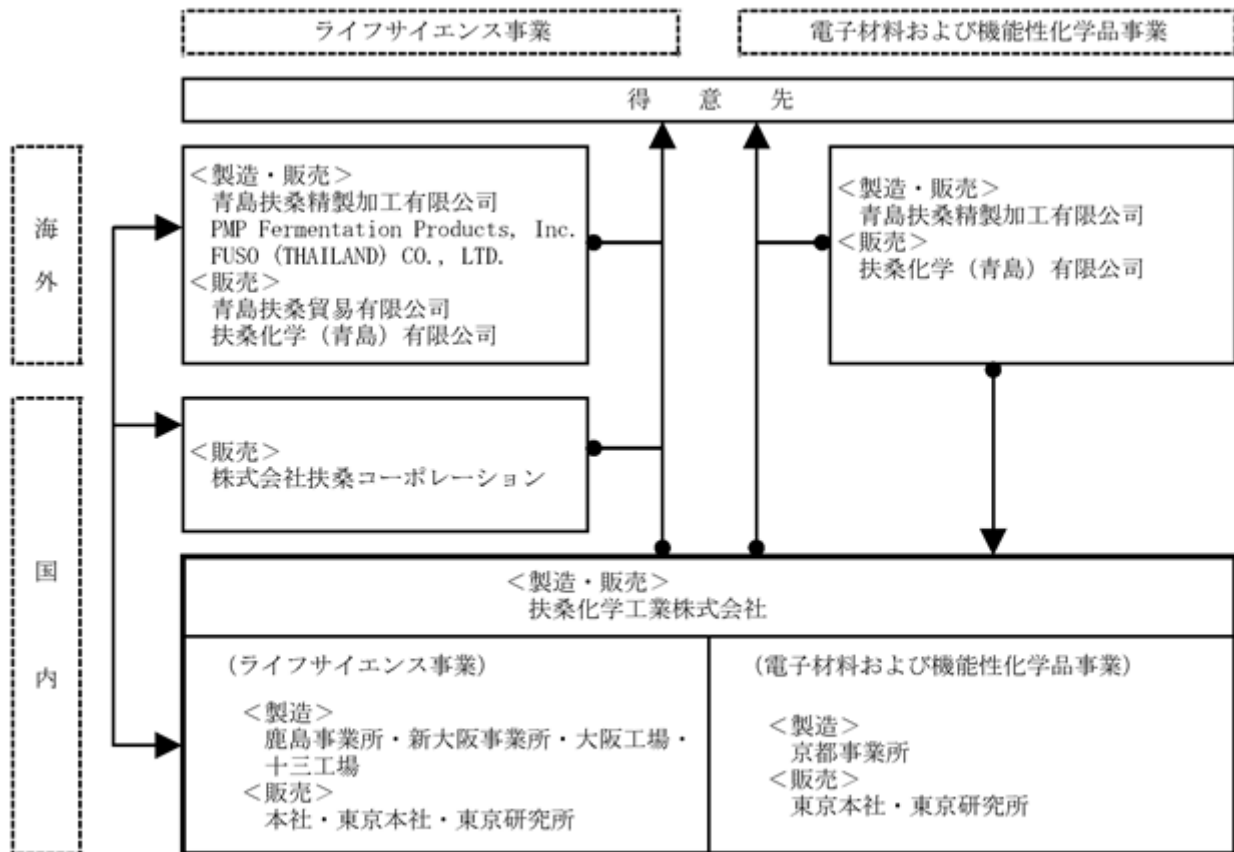 ライフサイエンス事業
電子材料および機能性化学品事業
得意先
海外
＜製造・販売＞
青島扶桑精製加工有限公司
PMP Fermentation Products, Inc.
FUSO (THAILAND) CO., LTD.
＜販売＞
青島扶桑貿易有限公司
扶桑化学（青島）有限公司
＜製造・販売＞
青島扶桑精製加工有限公司
＜販売＞
扶桑化学（青島）有限公司
国内
＜販売＞
株式会社扶桑コーポレーション
＜製造・販売＞
扶桑化学工業株式会社
（ライフサイエンス事業）
＜製造＞
鹿島事業所・新大阪事業所・大阪工場・
十三工場
＜販売＞
本社・東京本社・東京研究所
（電子材料および機能性化学品事業）
＜製造＞
京都事業所
＜販売＞
東京本社・東京研究所